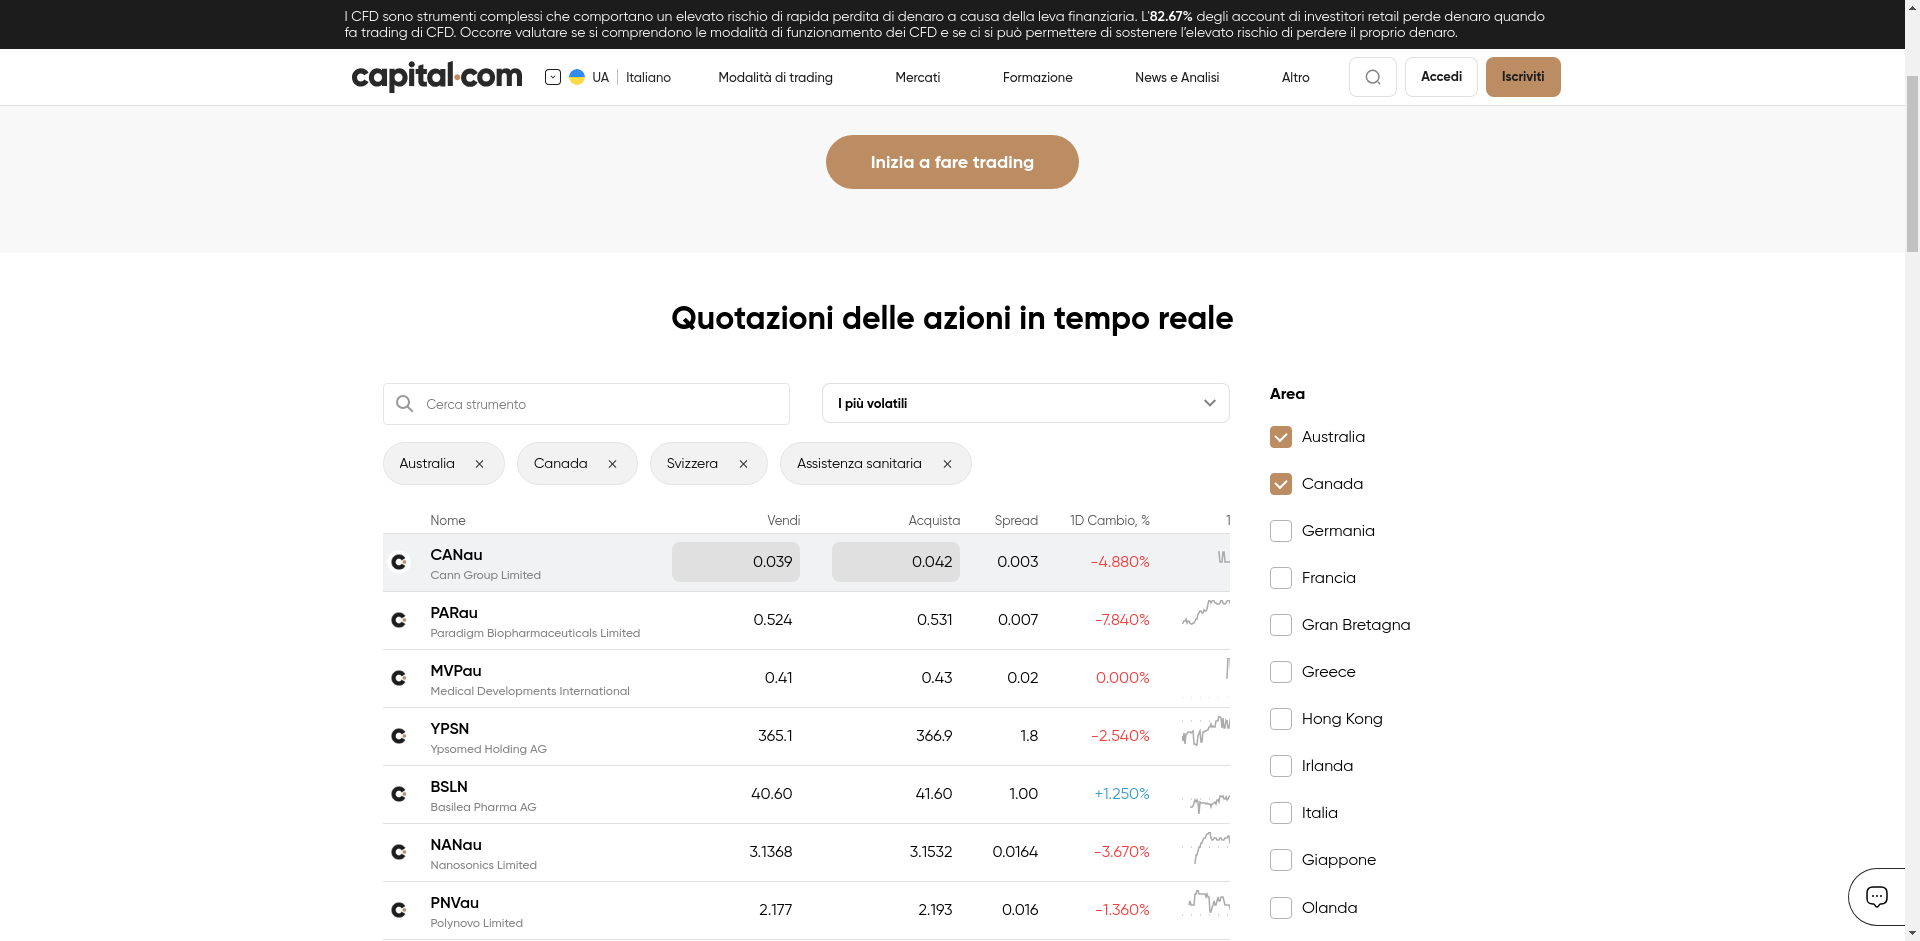 I CFD sono strumenti complessi che comportano un elevato rischio di rapida perdita di denaro a causa della leva finanziaria. L'82.67% degli account di investitori retail perde denaro quando
fa trading di CFD. Occorre valutare se si comprendono le modalità di funzionamento dei CFD e se ci si può permettere di sostenere l'elevato rischio di perdere il proprio denaro.
capital.com UA Italiano Modalità di trading Mercati Formazione News e Analisi Altro Accedi Iscriviti
Inizia a fare trading
Quotazioni delle azioni in tempo reale
Cerca strumento
I più volatili
Australia Canada Svizzera Assistenza sanitaria
Nome Vendi Acquista Spread 1D Cambio, % 1
CANau 0.039 0.042 0.003 -4.880%
Cann Group Limited
PARau 0.524 0.531 0.007 -7.840%
Paradigm Biopharmaceuticals Limited
MVPau 0.41 0.43 0.02 0.000%
Medical Developments International
YPSN 365.1 366.9 1.8 -2.540%
Ypsomed Holding AG
BSLN 40.60 41.60 1.00 +1.250%
Basilea Pharma AG
NANau 3.1368 3.1532 0.0164 -3.670%
Nanosonics Limited
PNVau 2.177 2.193 0.016 -1.360%
Polynovo Limited
Area
Australia
Canada
Germania
Francia
Gran Bretagna
Greece
Hong Kong
Irlanda
Italia
Giappone
Olanda